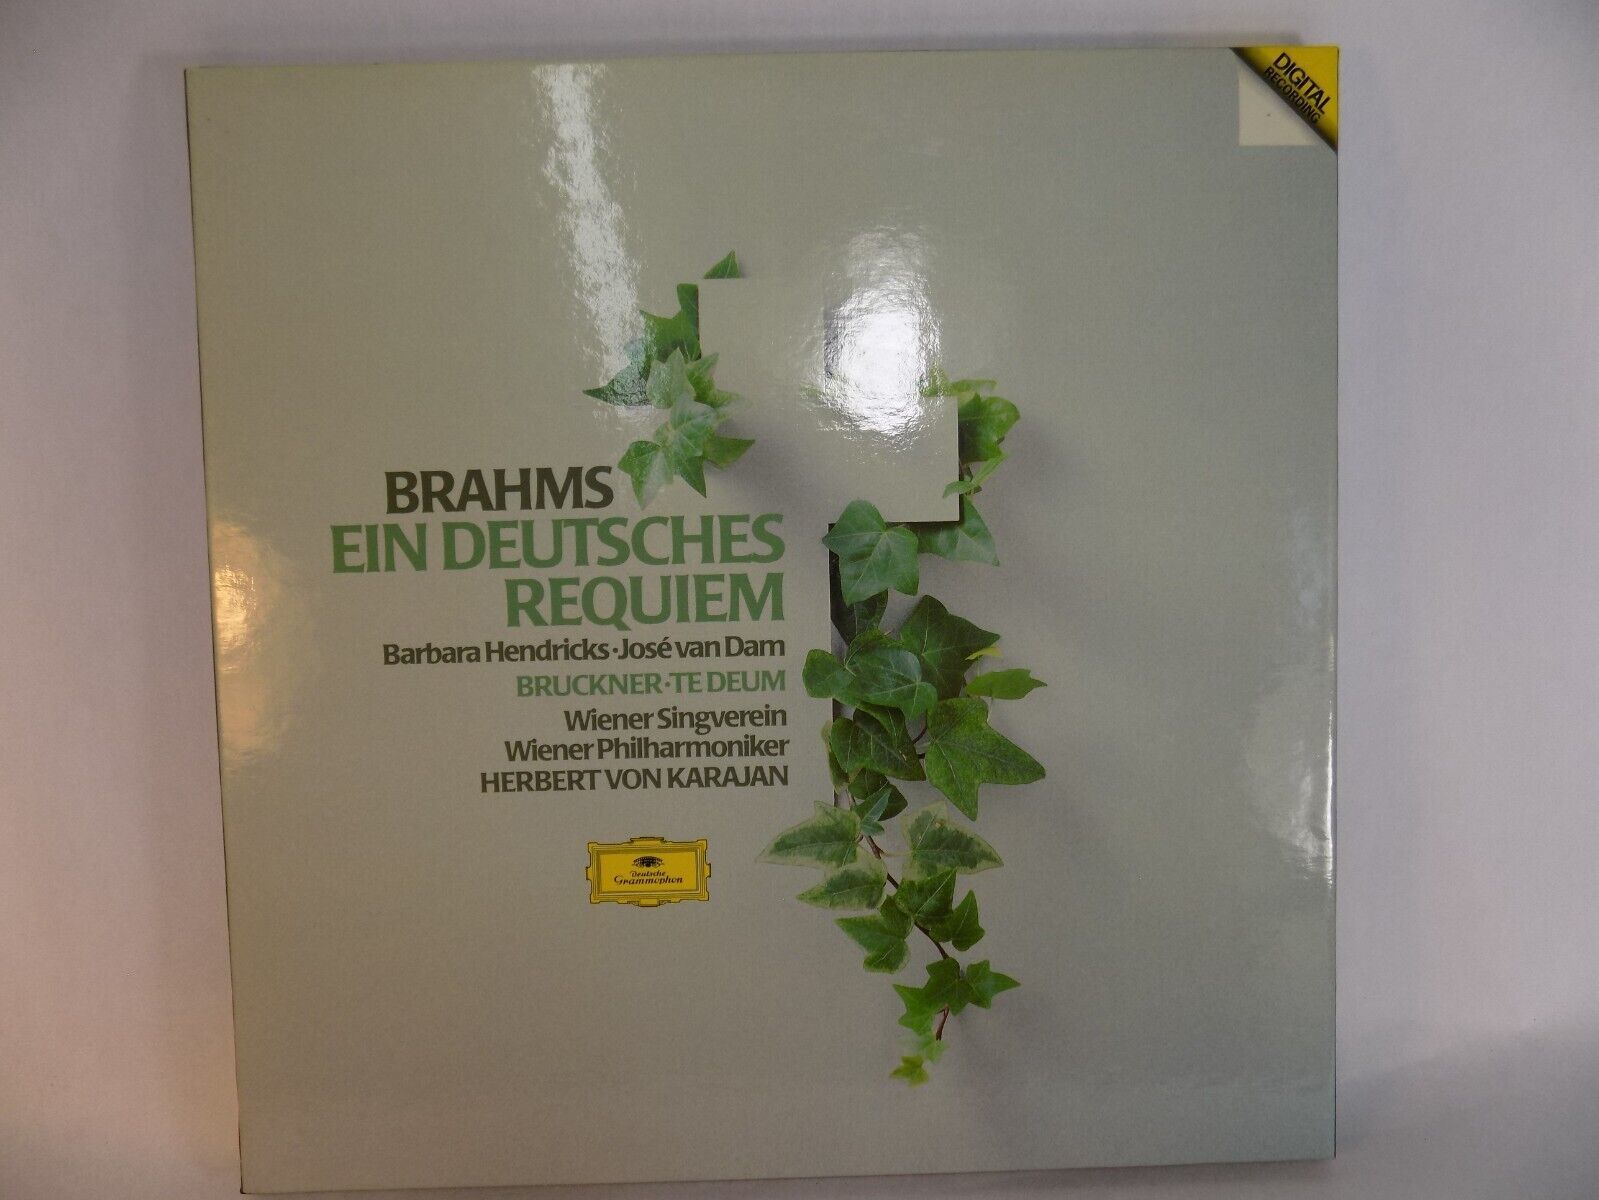 DIGITAL
RECORDING
BRAHMS
EIN DEUTSCHES
REQUIEM
Barbara Hendricks·José van Dam
BRUCKNER·TE DEUM
Wiener Singverein
Wiener Philharmoniker
HERBERT VON KARAJAN
Deutsche
Grammophon